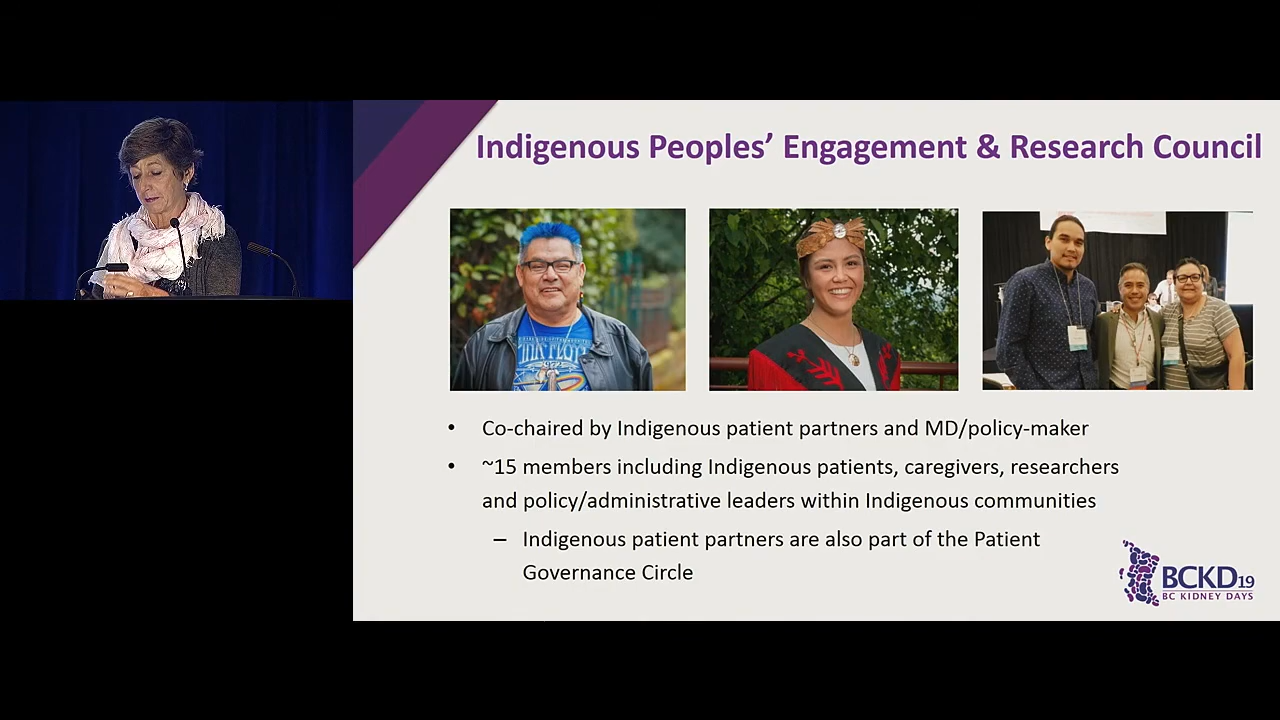 Indigenous Peoples' Engagement & Research Council
• Co-chaired by Indigenous patient partners and MD/policy-maker
• ~15 members including Indigenous patients, caregivers, researchers
and policy/administrative leaders within Indigenous communities
– Indigenous patient partners are also part of the Patient
Governance Circle
BCKD19
BC KIDNEY DAYS